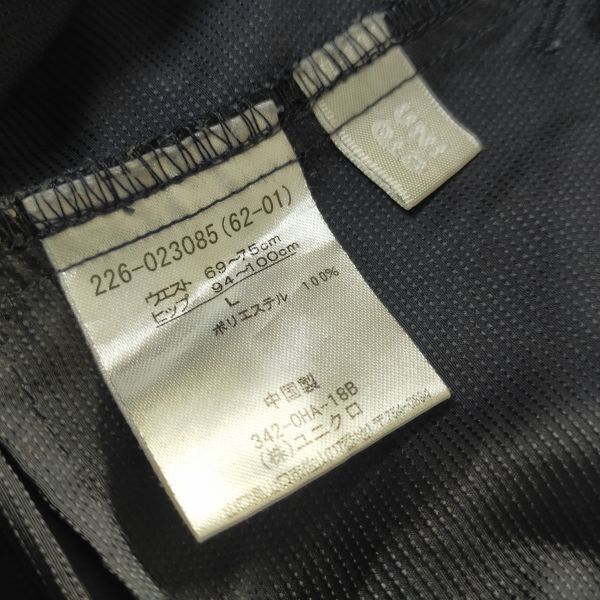 226-023085(62-01)
ウエスト 69~75cm
ヒップ 94~100cm
L
ポリエステル 100%
中国製
342-0HA-18B
(株)ユニクロ